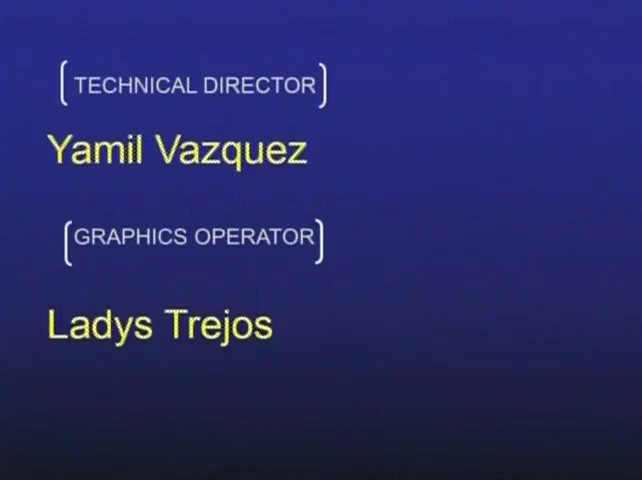 TECHNICAL DIRECTOR
Yamil Vazquez
GRAPHICS OPERATOR
Ladys Trejos